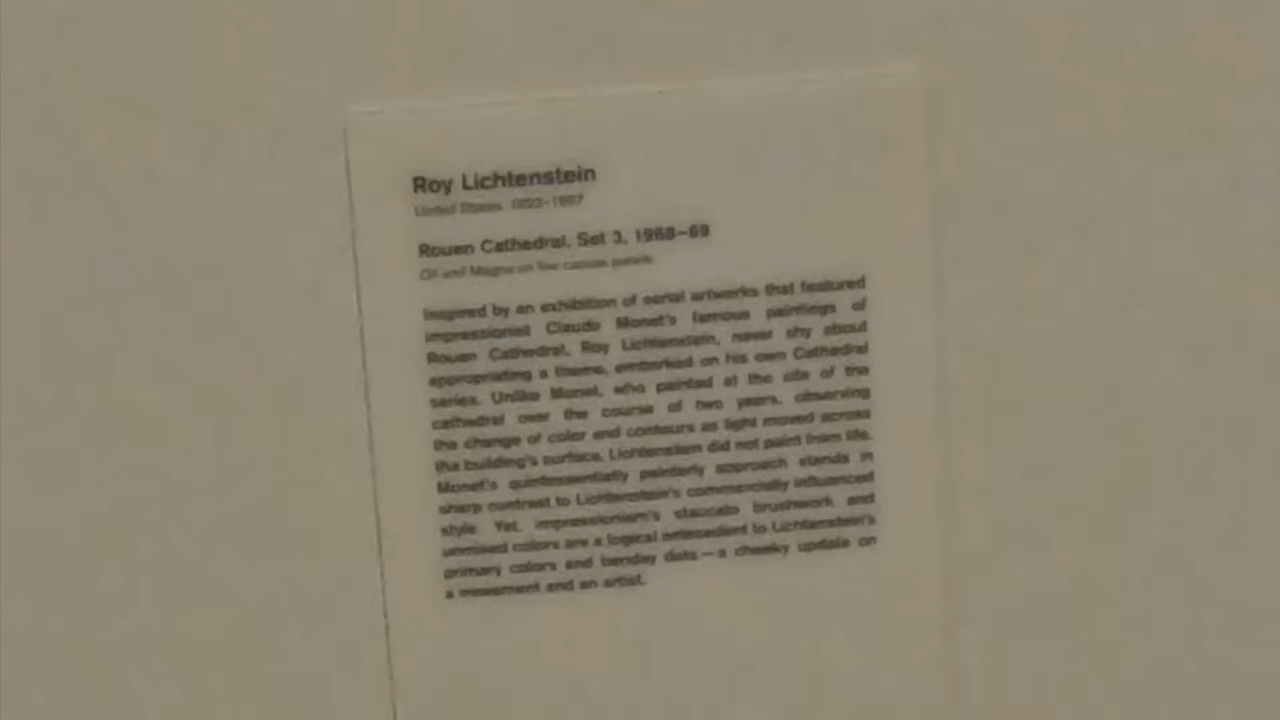 Roy Lichtenstein
United States, 1923–1997
Rouen Cathedral, Set 3, 1968–69
Oil and Magna on five canvas panels
Inspired by an exhibition of serial artworks that featured
impressionist Claude Monet's famous paintings of
Rouen Cathedral, Roy Lichtenstein, never shy about
appropriating a theme, embarked on his own Cathedral
series. Unlike Monet, who painted at the site of the
cathedral over the course of two years, observing
the change of color and contours as light moved across
the building's surface, Lichtenstein did not paint from life.
Monet's quintessentially painterly approach stands in
sharp contrast to Lichtenstein's commercially influenced
style. Yet, impressionism's staccato brushwork and
unmixed colors are a logical antecedent to Lichtenstein's
primary colors and benday dots—a cheeky update on
a movement and an artist.